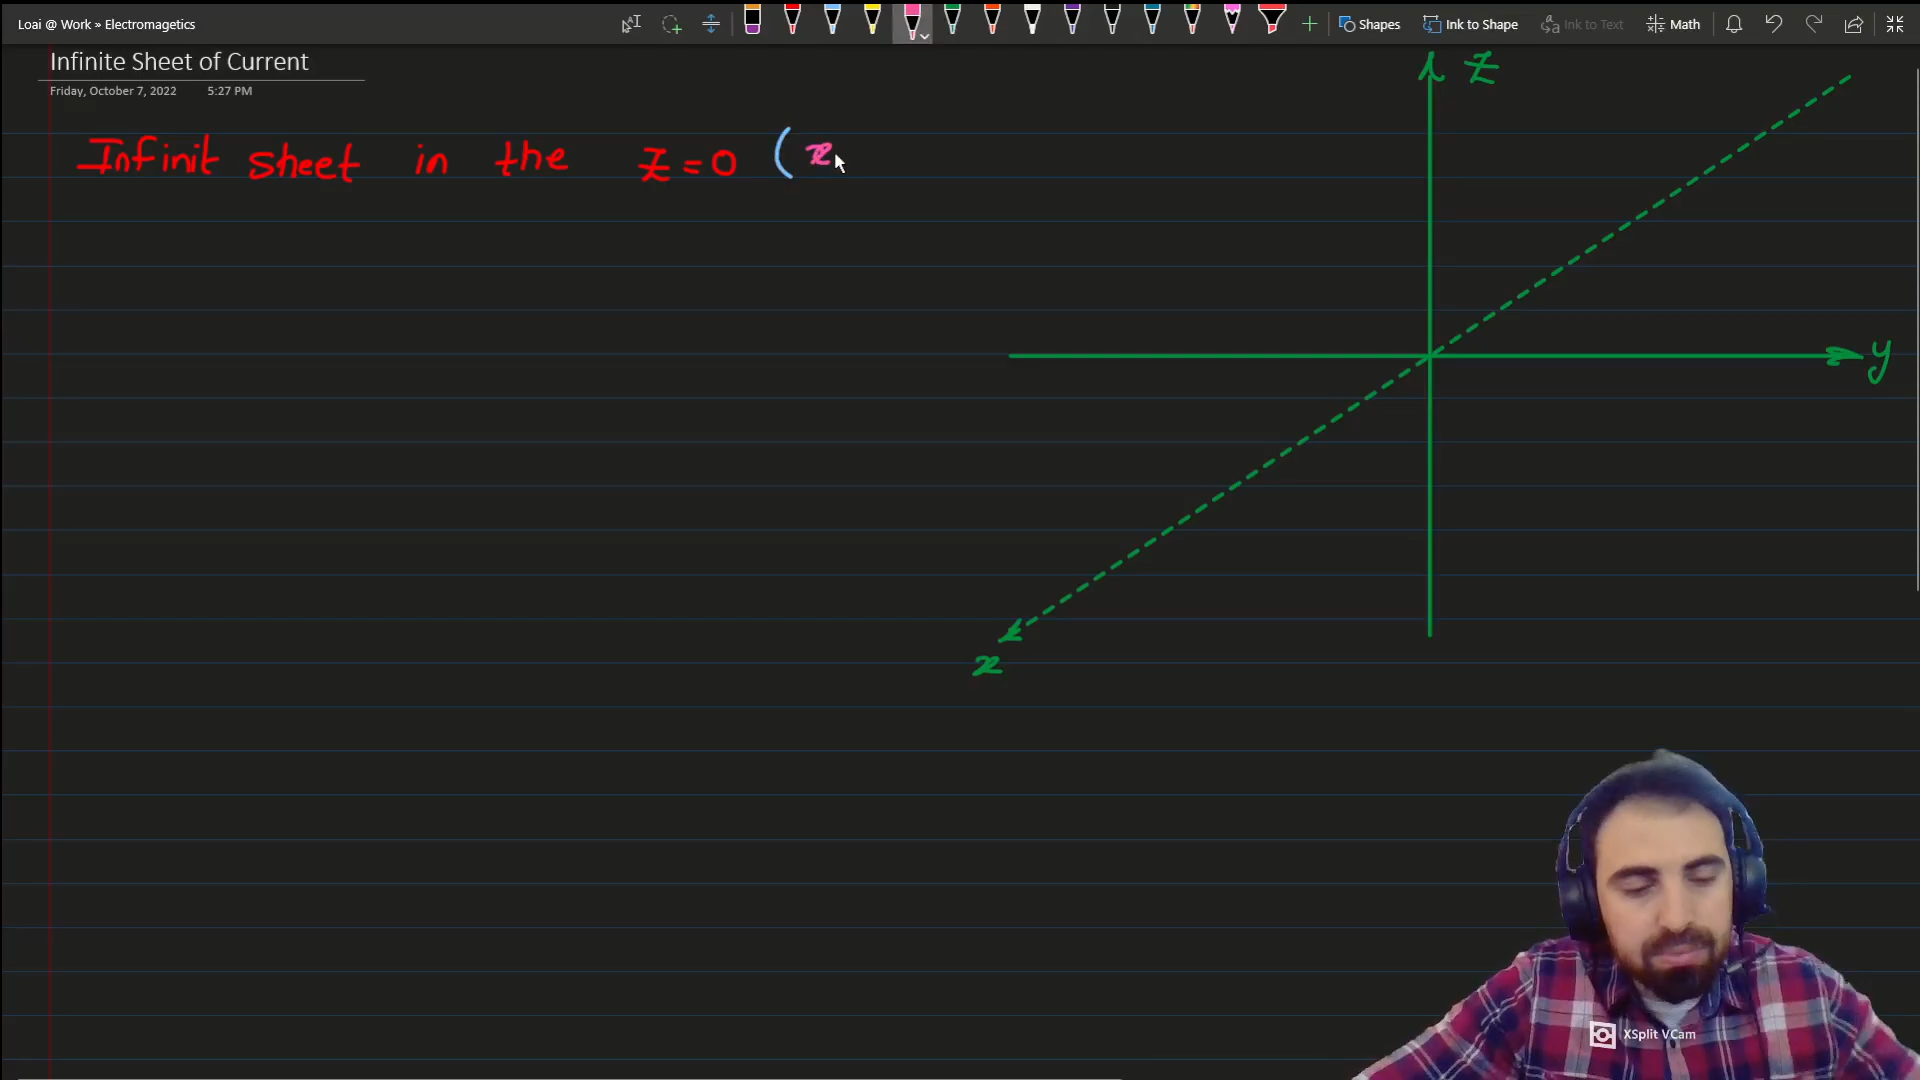 Loai @ Work » Electromagetics
Shapes Ink to Shape Ink to Text Math
Infinite Sheet of Current
Friday, October 7, 2022 5:27 PM
Infinit sheet in the z=0 (x
z
y
x
XSplit VCam